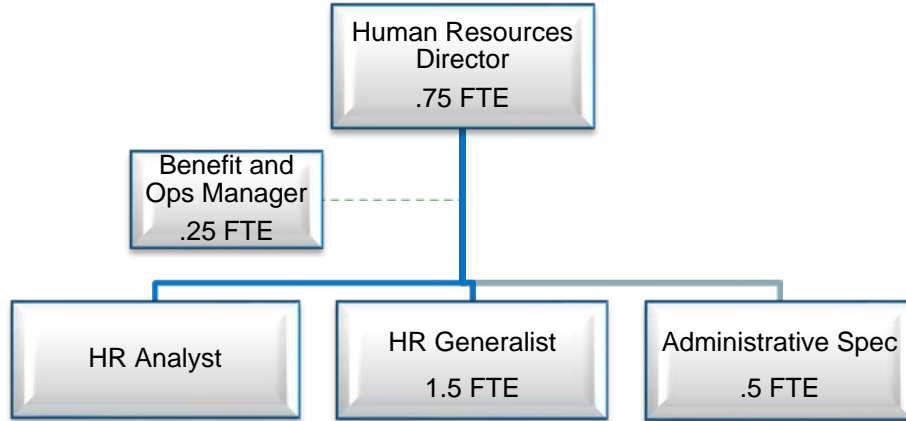 Human Resources
Director
.75 FTE
Benefit and
Ops Manager
.25 FTE
HR Analyst
HR Generalist
1.5 FTE
Administrative Spec
.5 FTE